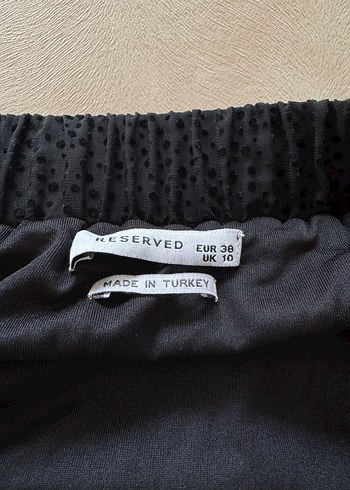 RESERVED
EUR 38
UK 10
MADE IN TURKEY